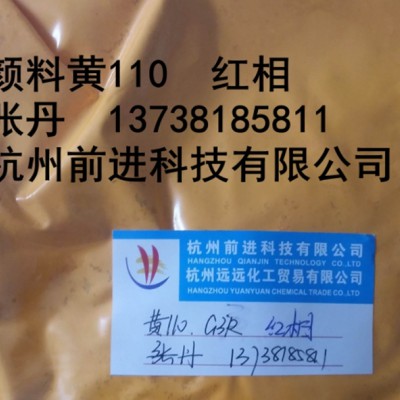 颜料黄110 红相
张丹 13738185811
杭州前进科技有限公司
杭州前进科技有限公司
HANGZHOU QIANJIN TECHNOLOGY CO.,LTD
杭州远远化工贸易有限公司
HANGZHOU YUANYUAN CHEMICAL TRADE CO.,LTD
黄110. G3R 红相
张丹 13738185811